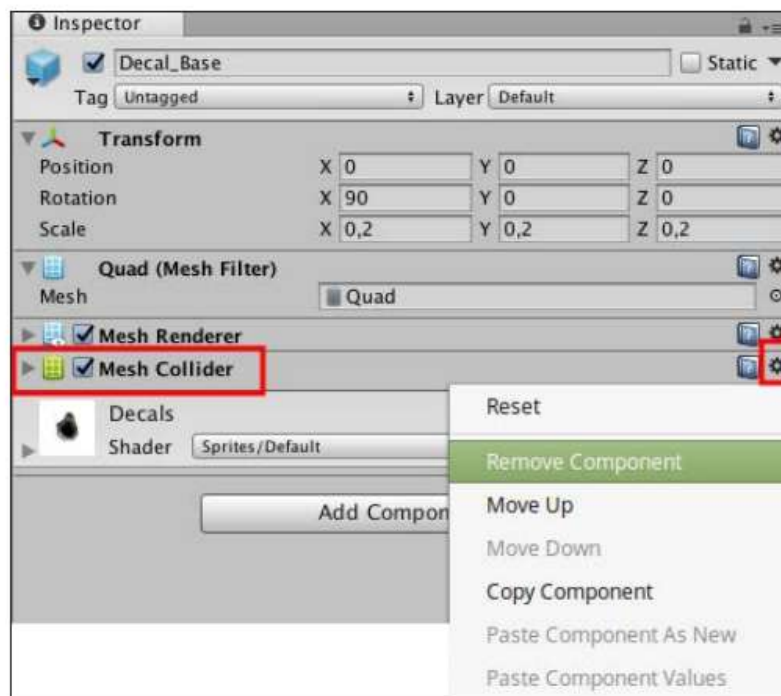 Inspector
Decal_Base Static
Tag Untagged Layer Default
Transform
Position X 0 Y 0 Z 0
Rotation X 90 Y 0 Z 0
Scale X 0,2 Y 0,2 Z 0,2
Quad (Mesh Filter)
Mesh Quad
Mesh Renderer
Mesh Collider
Decals
Shader Sprites/Default
Add Compon
Reset
Remove Component
Move Up
Move Down
Copy Component
Paste Component As New
Paste Component Values